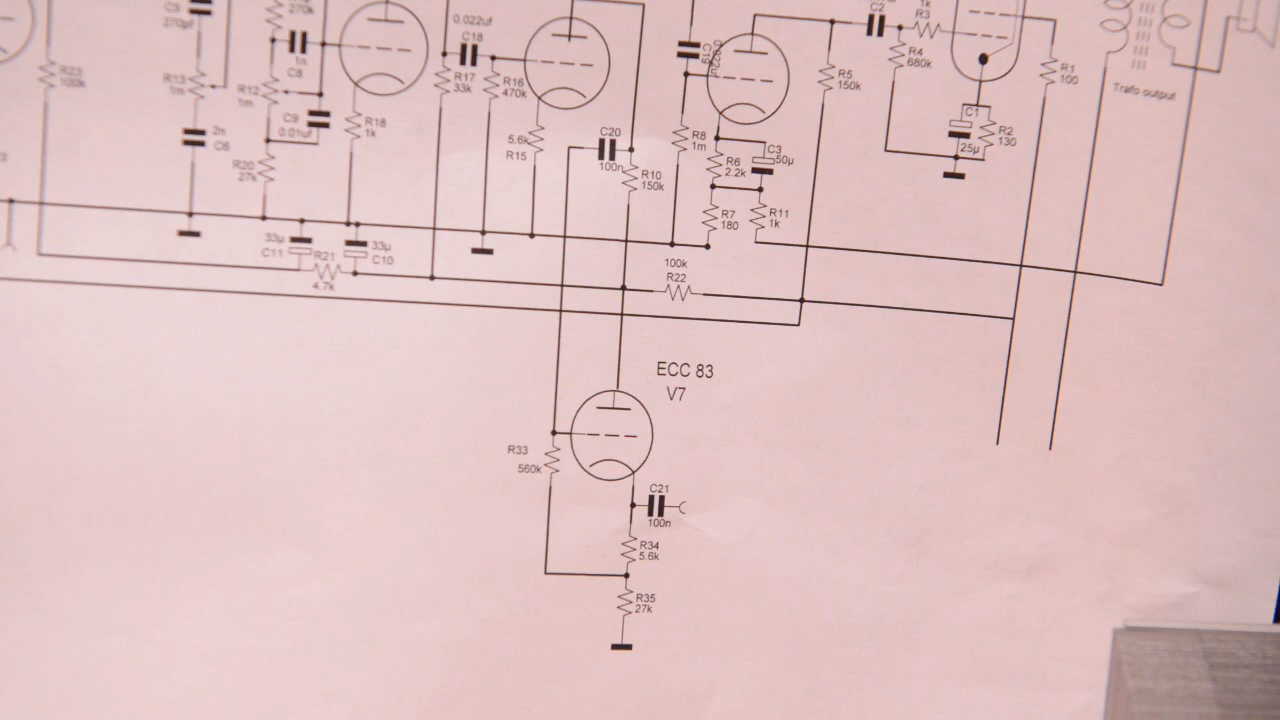 C5
270pf
270k
1n
C8
R23
100k
R13
1m
R12
1m
C9
0.01uf
2n
C6
R20
27k
R18
1k
0.022uf
C18
R17
33k
R16
470k
5.6k
R15
C20
100n
R10
150k
C19
0.022uf
R8
1m
R6
2.2k
C3
50µ
R7
180
R11
1k
C2
1k
R3
R4
680k
R5
150k
C1
25µ
R2
130
R1
100
Trafo output
33µ
C11
R21
4.7k
33µ
C10
100k
R22
ECC 83
V7
R33
560k
C21
100n
R34
5.6k
R35
27k